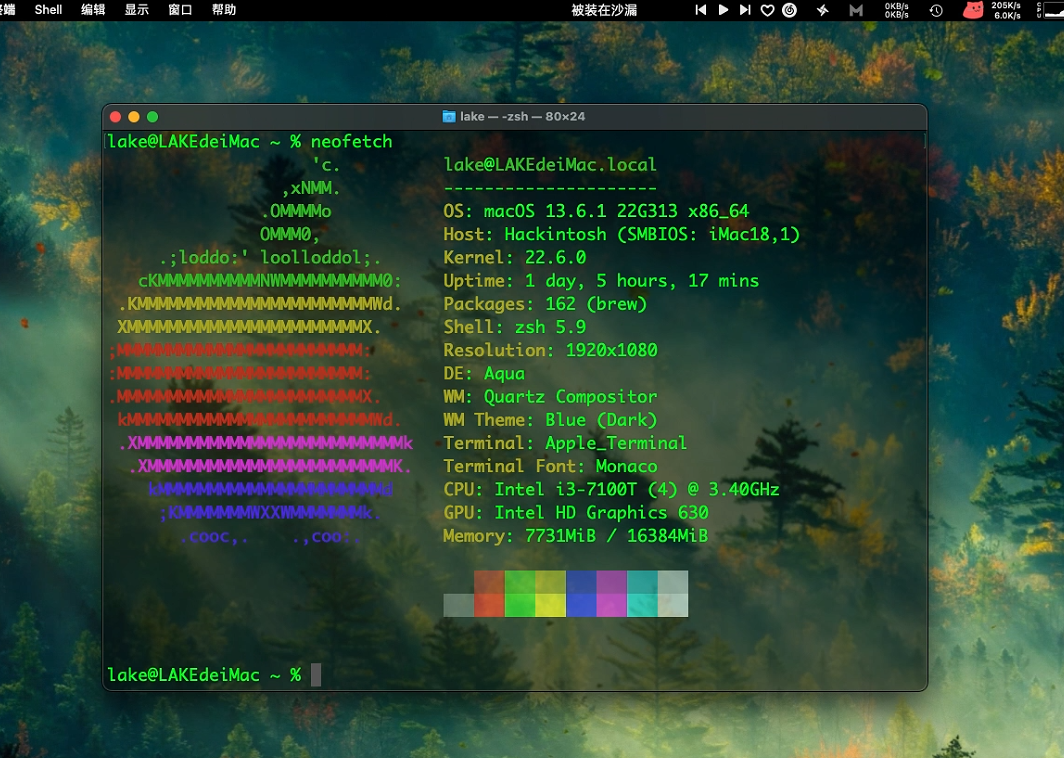 端 Shell 编辑 显示 窗口 帮助 被装在沙漏 0KB/s 205K/s
0KB/s 6.0K/s
lake — -zsh — 80×24
lake@LAKEdeiMac ~ % neofetch
'c. lake@LAKEdeiMac.local
,xNMM. ---------------------
.OMMMMo OS: macOS 13.6.1 22G313 x86_64
OMMM0, Host: Hackintosh (SMBIOS: iMac18,1)
.;loddo:' loolloddol;. Kernel: 22.6.0
cKMMMMMMMMMMNWMMMMMMMMMM0: Uptime: 1 day, 5 hours, 17 mins
.KMMMMMMMMMMMMMMMMMMMMMMMWd. Packages: 162 (brew)
XMMMMMMMMMMMMMMMMMMMMMMMX. Shell: zsh 5.9
;MMMMMMMMMMMMMMMMMMMMMMMM: Resolution: 1920x1080
:MMMMMMMMMMMMMMMMMMMMMMMM: DE: Aqua
.MMMMMMMMMMMMMMMMMMMMMMMMX. WM: Quartz Compositor
kMMMMMMMMMMMMMMMMMMMMMMMMWd. WM Theme: Blue (Dark)
.XMMMMMMMMMMMMMMMMMMMMMMMMMMk Terminal: Apple_Terminal
.XMMMMMMMMMMMMMMMMMMMMMMMMK. Terminal Font: Monaco
kMMMMMMMMMMMMMMMMMMMMMMd CPU: Intel i3-7100T (4) @ 3.40GHz
;KMMMMMMMWXXWMMMMMMMk. GPU: Intel HD Graphics 630
.cooc,. .,coo:. Memory: 7731MiB / 16384MiB
lake@LAKEdeiMac ~ %